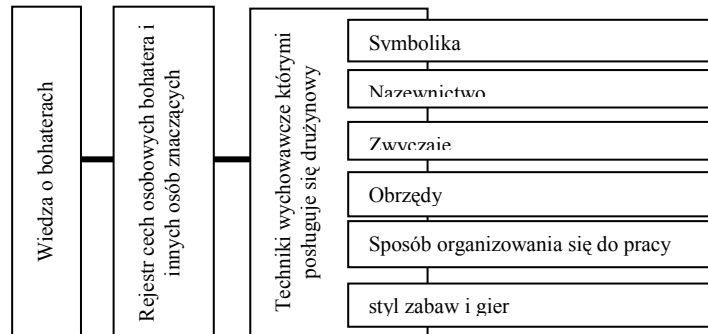 Wiedza o bohaterach
Rejestr cech osobowych bohatera i
innych osób znaczących
Techniki wychowawcze którymi
posługuje się drużynowy
Symbolika
Nazewnictwo
Zwyczaje
Obrzędy
Sposób organizowania się do pracy
styl zabaw i gier